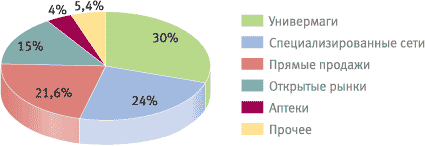 4%
5,4%
30%
15%
21,6%
24%
Универмаги
Специализированные сети
Прямые продажи
Открытые рынки
Аптеки
Прочее